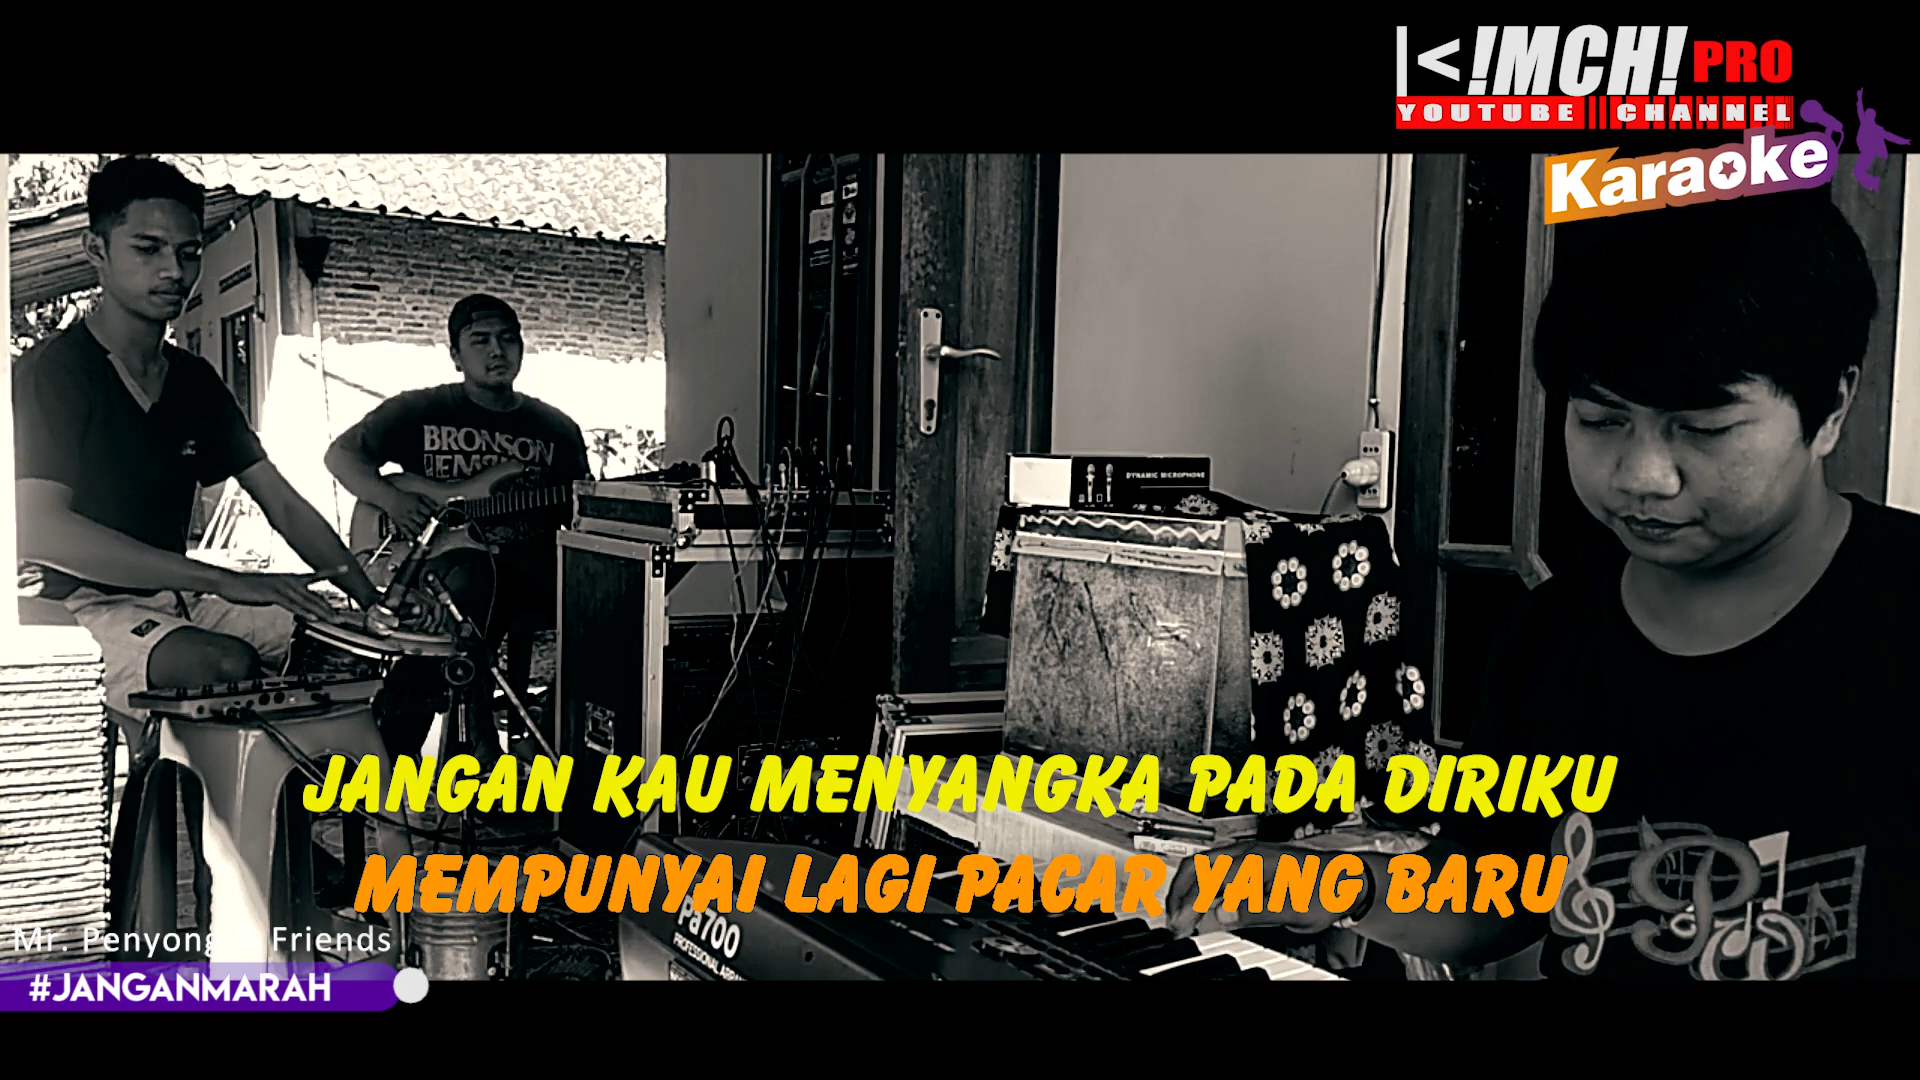 |<!MCH! PRO
YOUTUBE CHANNEL
Karaoke
BRONSON
DYNAMIC MICROPHONE
JANGAN KAU MENYANGKA PADA DIRIKU
MEMPUNYAI LAGI PACAR YANG BARU
Pa700
PROFESSIONAL
Mr. Penyong & Friends
#JANGANMARAH